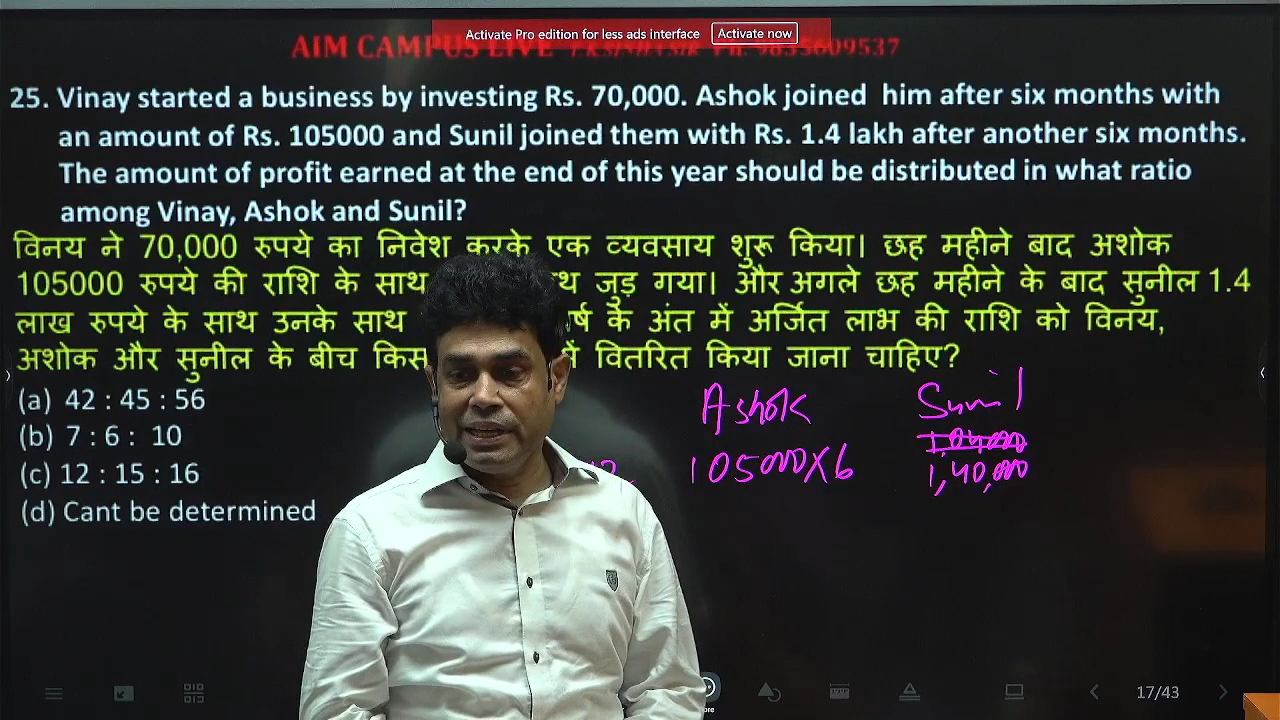 AIM CAMPUS LIVE
Activate Pro edition for less ads interface Activate now
25. Vinay started a business by investing Rs. 70,000. Ashok joined him after six months with
an amount of Rs. 105000 and Sunil joined them with Rs. 1.4 lakh after another six months.
The amount of profit earned at the end of this year should be distributed in what ratio
among Vinay, Ashok and Sunil?
विनय ने 70,000 रुपये का निवेश करके एक व्यवसाय शुरू किया। छह महीने बाद अशोक
105000 रुपये की राशि के साथ जुड़ गया। और अगले छह महीने के बाद सुनील 1.4
लाख रुपये के साथ उनके साथ के अंत में अर्जित लाभ की राशि को विनय,
अशोक और सुनील के बीच किस वितरित किया जाना चाहिए?
(a) 42 : 45 : 56
(b) 7 : 6 : 10
(c) 12 : 15 : 16
(d) Cant be determined
Ashok Sunil
105000x6 1,40,000
17/43